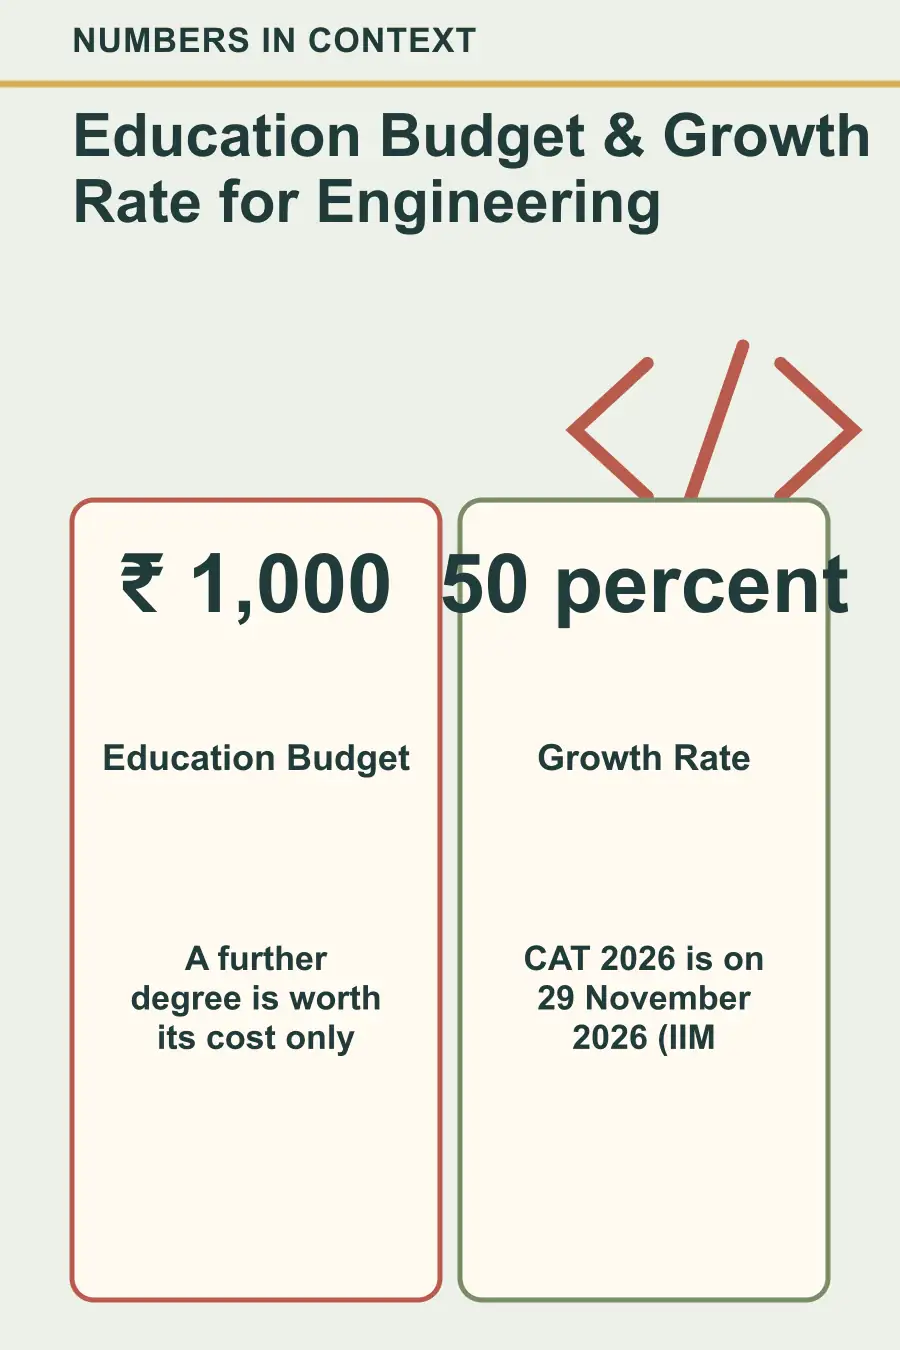 NUMBERS IN CONTEXT
Education Budget & Growth
Rate for Engineering
₹ 1,000
Education Budget
A further
degree is worth
its cost only
50 percent
Growth Rate
CAT 2026 is on
29 November
2026 (IIM